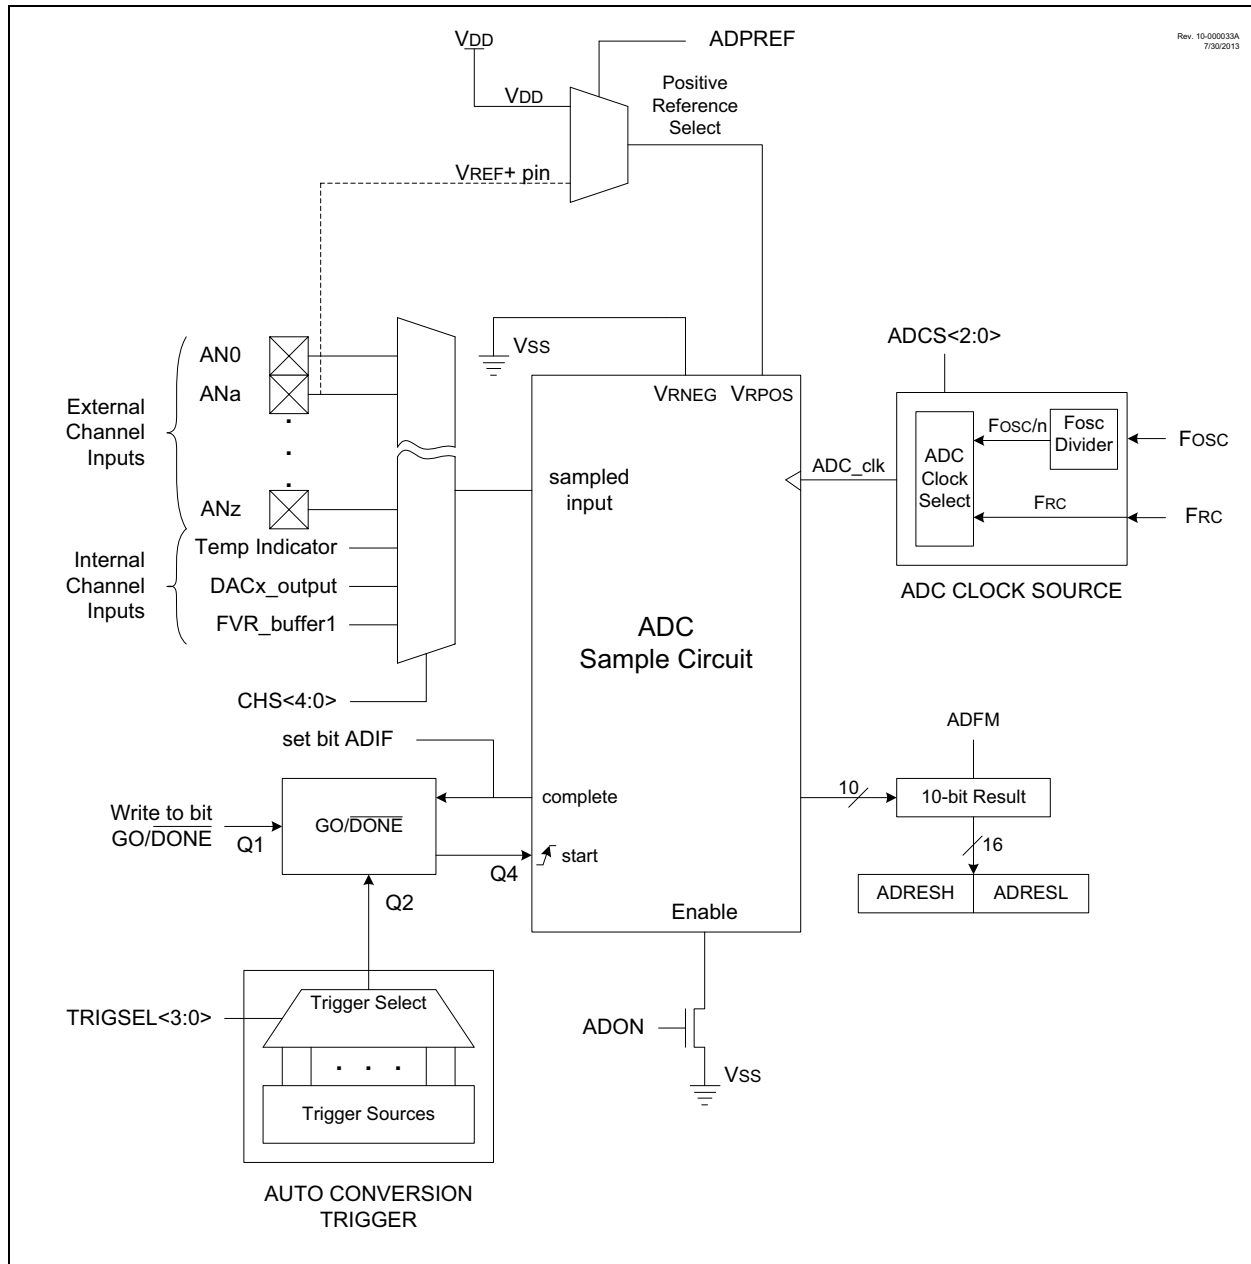 Rev. 10-000033A
7/30/2013
VDD
ADPREF
VDD
Positive
Reference
Select
VREF+ pin
VSS
ADCS<2:0>
AN0
ANa
External
Channel
Inputs
ANz
Internal
Channel
Inputs
Temp Indicator
DACx_output
FVR_buffer1
CHS<4:0>
VRNEG
VRPOS
sampled
input
ADC_clk
ADC
Clock
Select
FOSC/n
Fosc
Divider
FOSC
FRC
FRC
ADC CLOCK SOURCE
ADC
Sample Circuit
set bit ADIF
ADFM
complete
10
10-bit Result
Write to bit
GO/DONE
Q1
GO/DONE
Q4
start
16
ADRESH
ADRESL
Q2
Enable
TRIGSEL<3:0>
Trigger Select
. . .
Trigger Sources
ADON
VSS
AUTO CONVERSION
TRIGGER